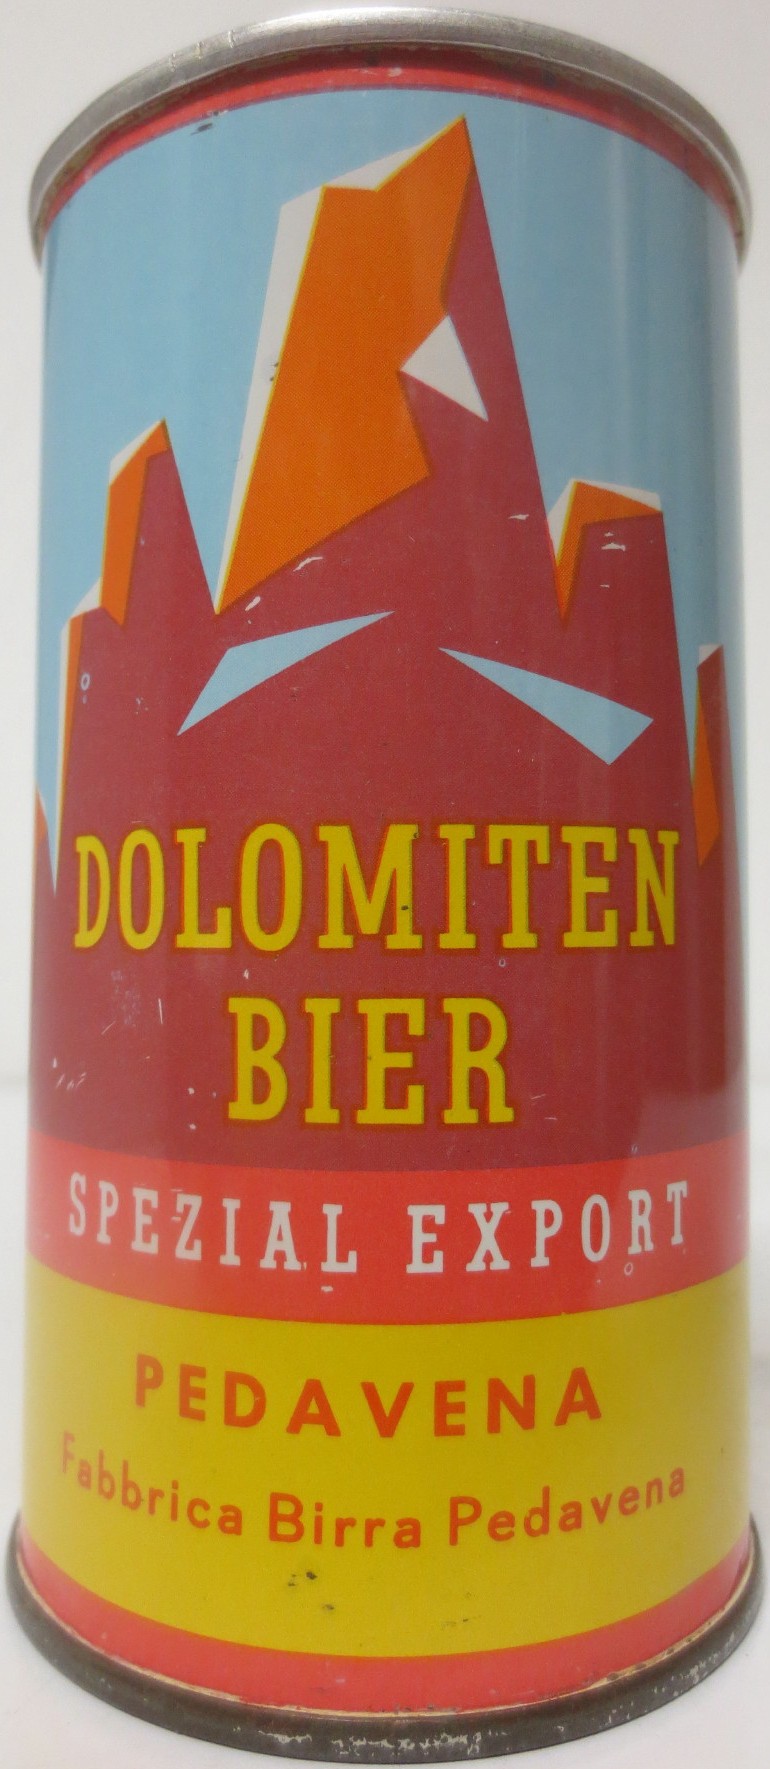 DOLOMITEN
BIER
SPEZIAL EXPORT
PEDAVENA
Fabbrica Birra Pedavena